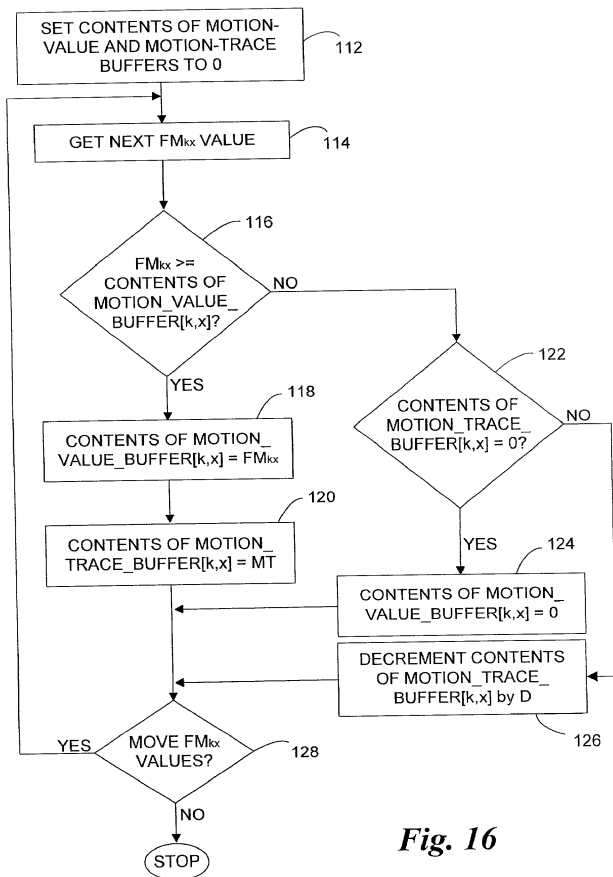 SET CONTENTS OF MOTION-
VALUE AND MOTION-TRACE
BUFFERS TO 0
112
GET NEXT FMkx VALUE
114
116
FMkx >=
CONTENTS OF
MOTION_VALUE_
BUFFER[k,x]?
NO
YES
122
CONTENTS OF
MOTION_TRACE_
BUFFER[k,x] = 0?
NO
YES
118
CONTENTS OF MOTION_
VALUE_BUFFER[k,x] = FMkx
120
CONTENTS OF MOTION_
TRACE_BUFFER[k,x] = MT
124
CONTENTS OF MOTION_
VALUE_BUFFER[k,x] = 0
DECREMENT CONTENTS
OF MOTION_TRACE_
BUFFER[k,x] by D
126
YES
MOVE FMkx
VALUES?
128
NO
STOP
Fig. 16